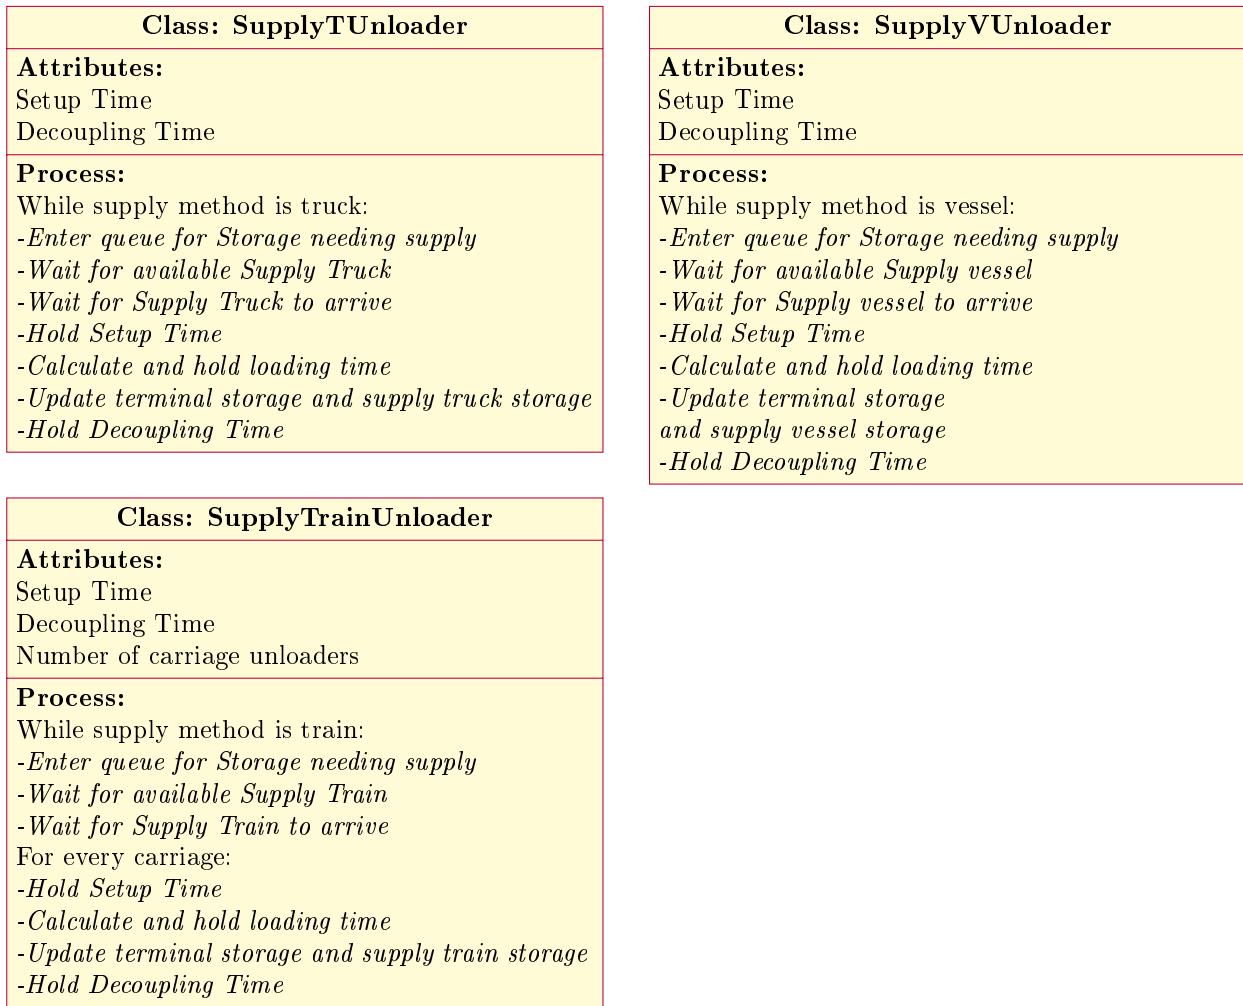 Class: SupplyTUnloader
Attributes:
Setup Time
Decoupling Time
Process:
While supply method is truck:
-Enter queue for Storage needing supply
-Wait for available Supply Truck
-Wait for Supply Truck to arrive
-Hold Setup Time
-Calculate and hold loading time
-Update terminal storage and supply truck storage
-Hold Decoupling Time
Class: SupplyVUnloader
Attributes:
Setup Time
Decoupling Time
Process:
While supply method is vessel:
-Enter queue for Storage needing supply
-Wait for available Supply vessel
-Wait for Supply vessel to arrive
-Hold Setup Time
-Calculate and hold loading time
-Update terminal storage
and supply vessel storage
-Hold Decoupling Time
Class: SupplyTrainUnloader
Attributes:
Setup Time
Decoupling Time
Number of carriage unloaders
Process:
While supply method is train:
-Enter queue for Storage needing supply
-Wait for available Supply Train
-Wait for Supply Train to arrive
For every carriage:
-Hold Setup Time
-Calculate and hold loading time
-Update terminal storage and supply train storage
-Hold Decoupling Time